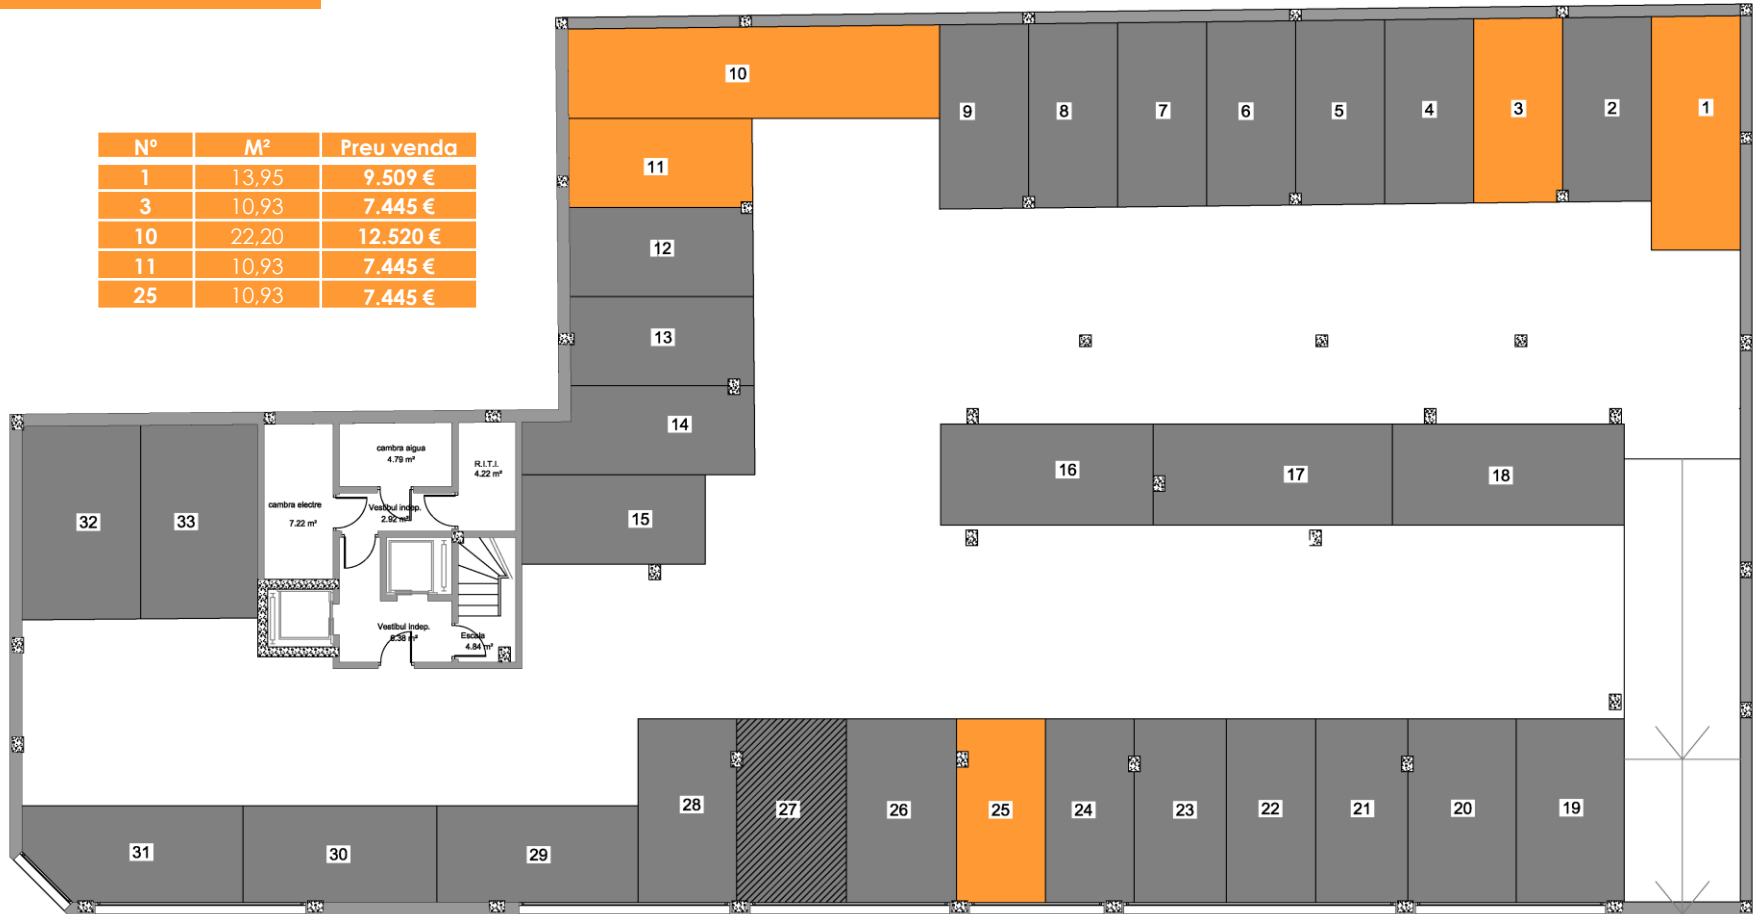 Nº M² Preu venda
1 13,95 9.509 €
3 10,93 7.445 €
10 22,20 12.520 €
11 10,93 7.445 €
25 10,93 7.445 €
10
9
8
7
6
5
4
3
2
1
11
12
13
14
15
16
17
18
cambra aigua
4.79 m²
R.I.T.I.
4.22 m²
cambra electre
7.22 m²
Vestibul indep.
2.92 m²
32
33
Vestibul indep.
6.38 m²
Escala
4.84 m²
31
30
29
28
27
26
25
24
23
22
21
20
19